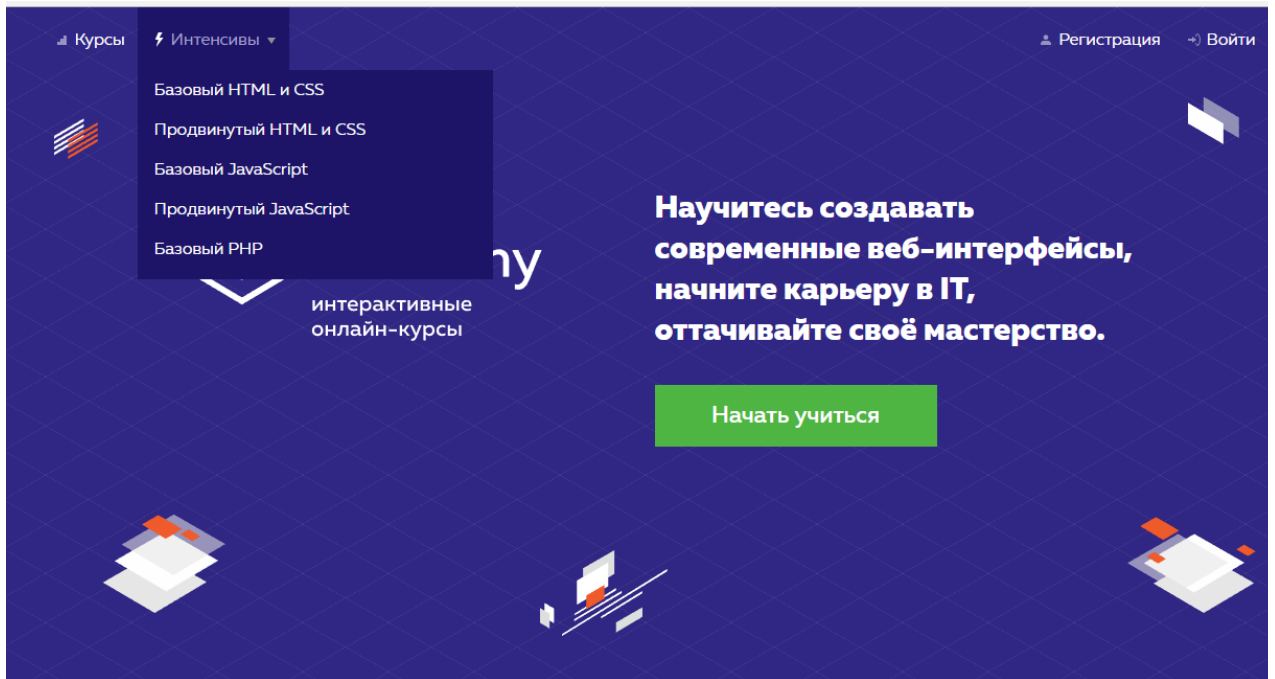 Курсы
Интенсивы
Регистрация
Войти
Базовый HTML и CSS
Продвинутый HTML и CSS
Базовый JavaScript
Продвинутый JavaScript
Базовый PHP
интерактивные
онлайн-курсы
Научитесь создавать
современные веб-интерфейсы,
начните карьеру в IT,
оттачивайте своё мастерство.
Начать учиться